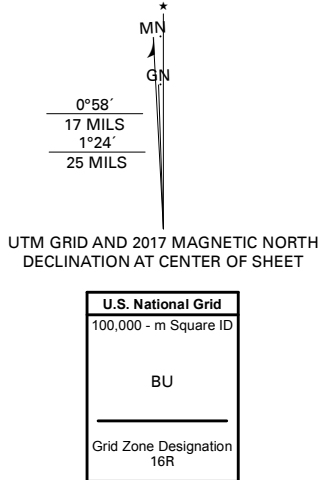 MN
GN
0°58´
17 MILS
1°24´
25 MILS
UTM GRID AND 2017 MAGNETIC NORTH
DECLINATION AT CENTER OF SHEET
U.S. National Grid
100,000 - m Square ID
BU
Grid Zone Designation
16R